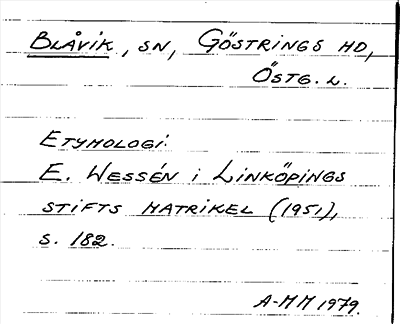 BLÅVIK, SN, GÖSTRINGS HD,
ÖSTG. L.
ETYMOLOGI:
E. WESSÉN i LINKÖPINGS
STIFTS MATRIKEL (1951),
S. 182.
A-MM 1979.